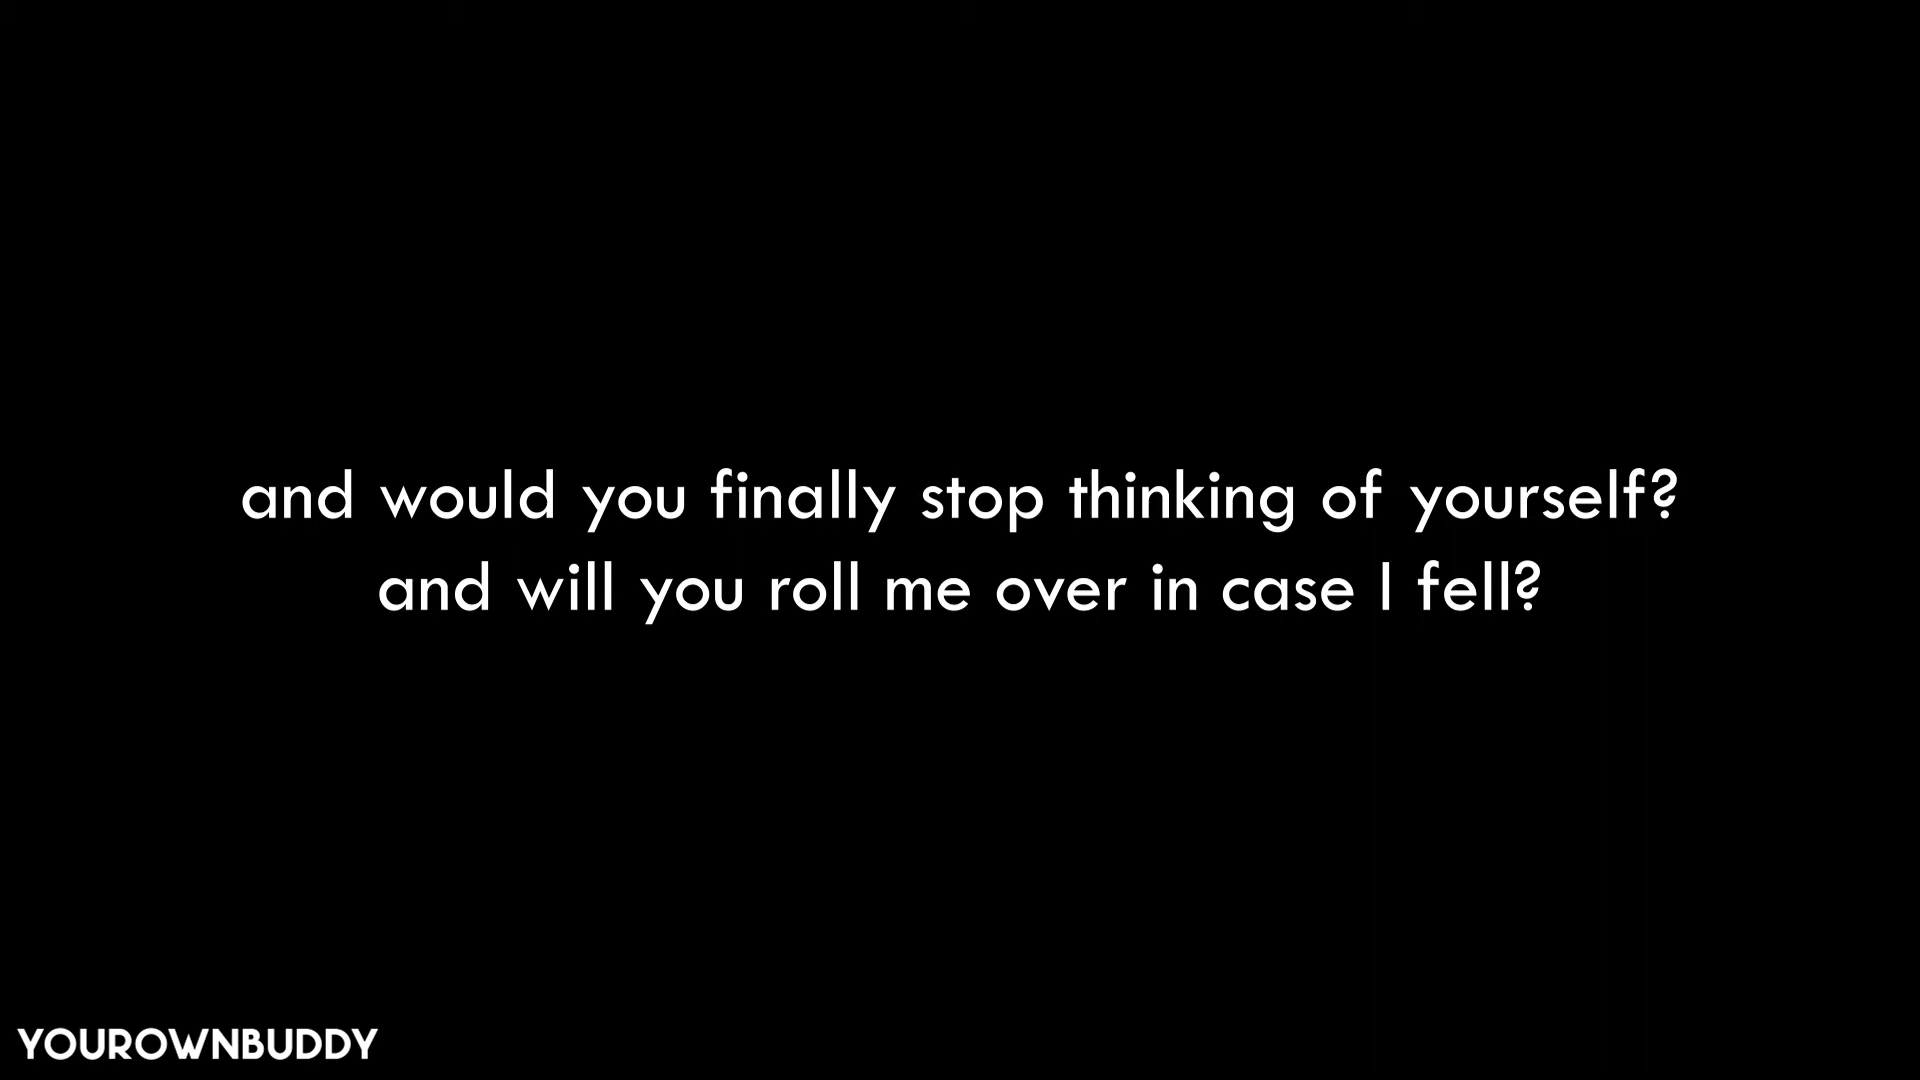 and would you finally stop thinking of yourself?
and will you roll me over in case I fell?
YOUROWNBUDDY